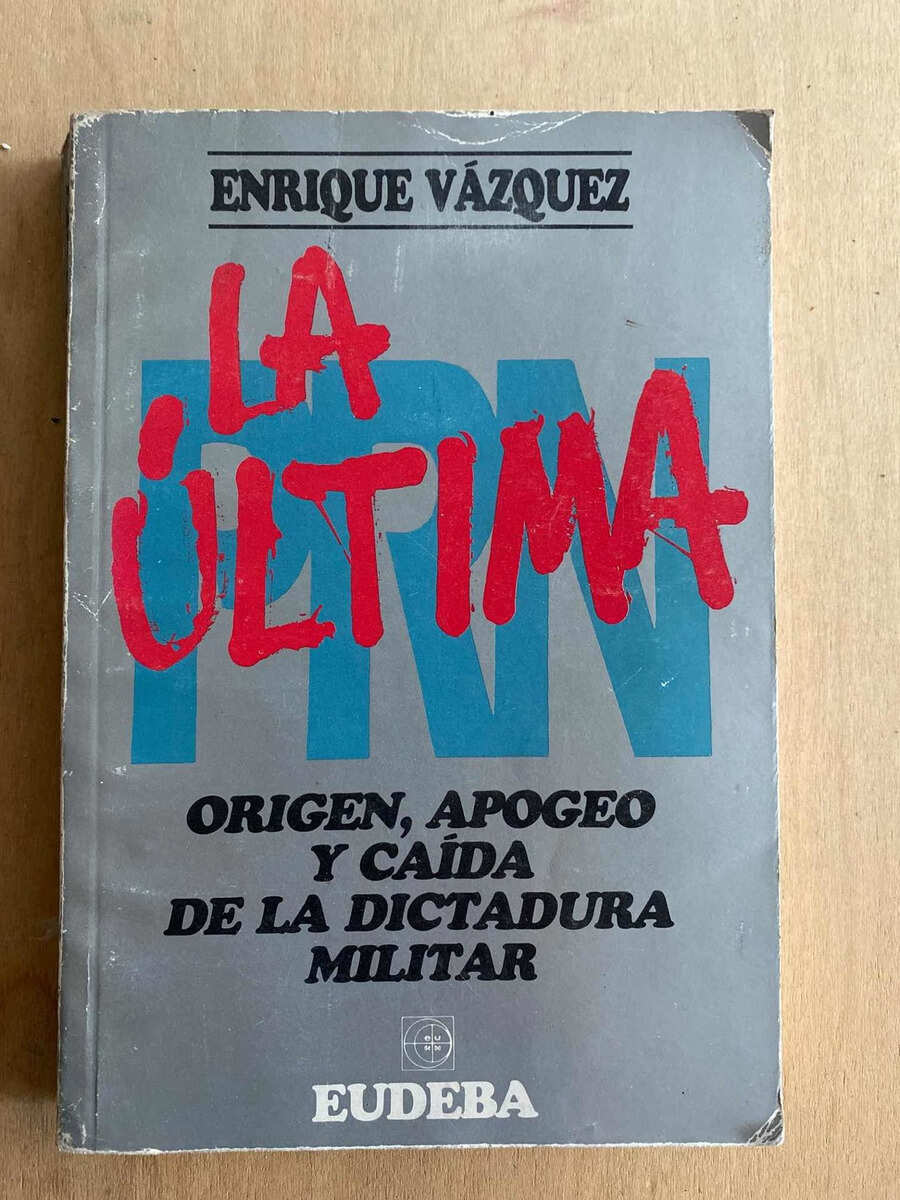 ENRIQUE VÁZQUEZ
LA
ÚLTIMA
PRN
ORIGEN, APOGEO
Y CAÍDA
DE LA DICTADURA
MILITAR
EUDEBA